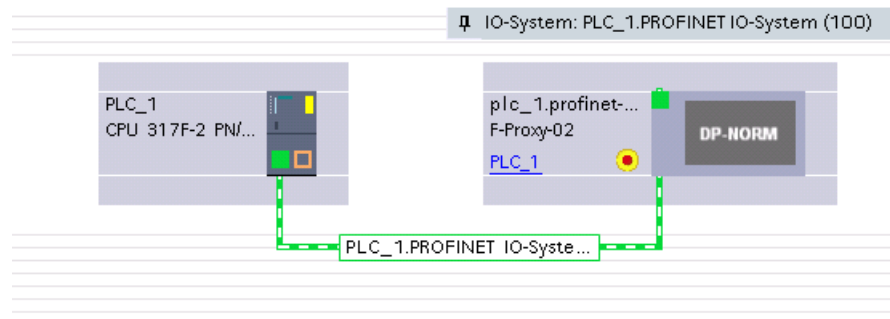 IO-System: PLC_1.PROFINET IO-System (100)
PLC_1
CPU 317F-2 PN/...
plc_1.profinet-...
F-Proxy-02
PLC_1
DP-NORM
PLC_1.PROFINET IO-Syste...